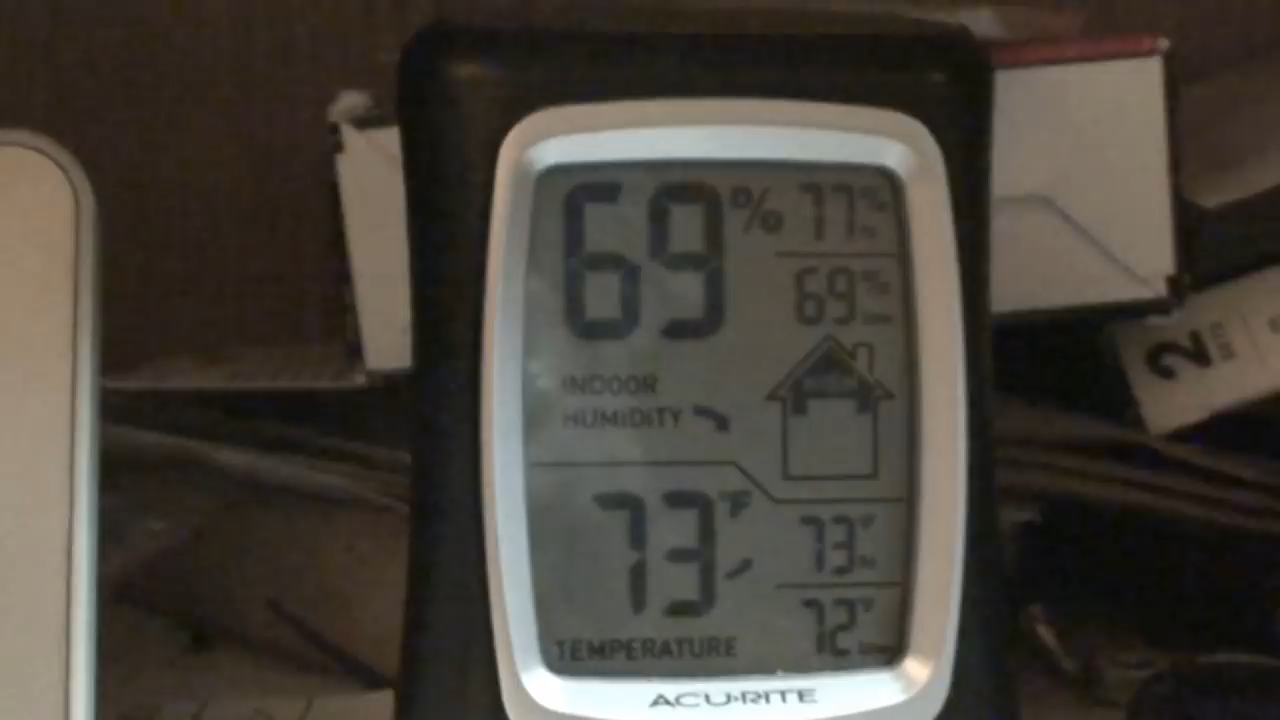 69%
77%
69%
INDOOR
HUMIDITY
73°F
73°F
72°F
TEMPERATURE
ACU·RITE
2